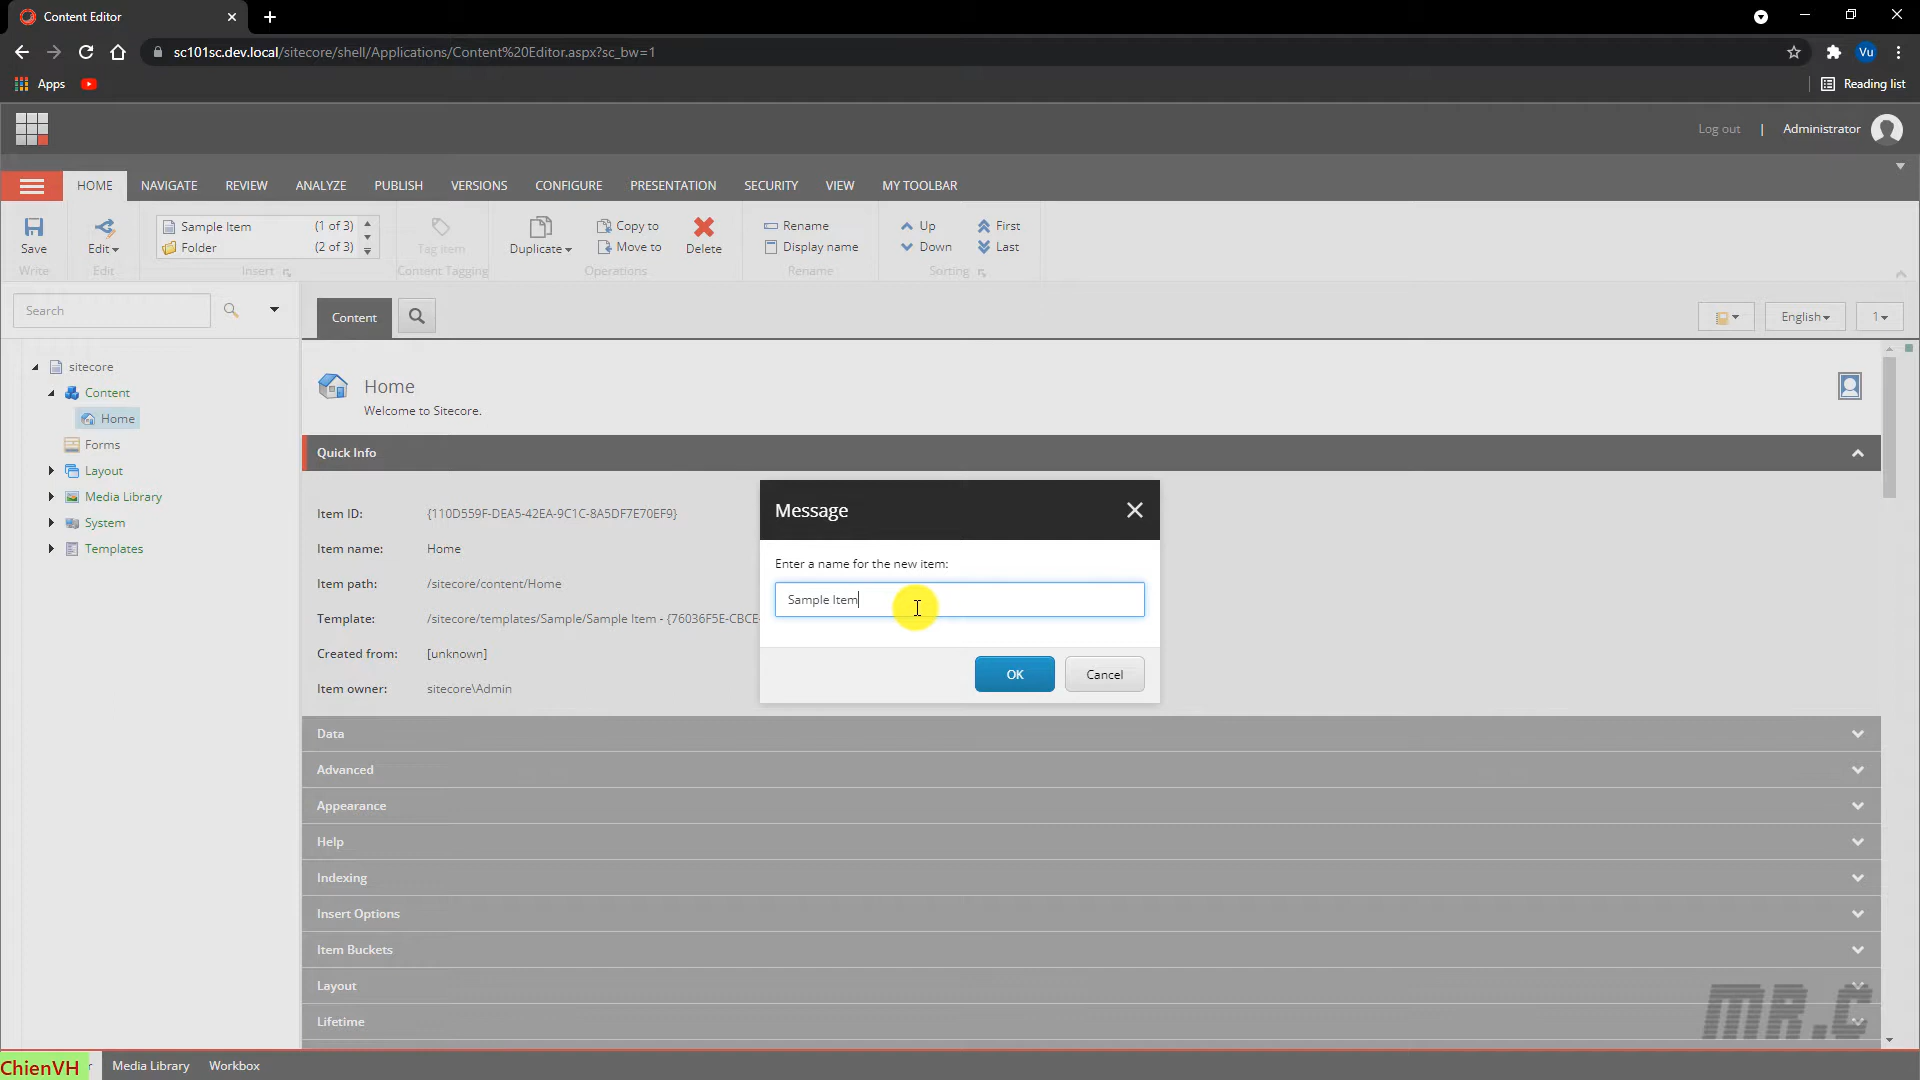 Content Editor
sc101sc.dev.local/sitecore/shell/Applications/Content%20Editor.aspx?sc_bw=1
Vu
Apps
Reading list
Log out | Administrator
HOME NAVIGATE REVIEW ANALYZE PUBLISH VERSIONS CONFIGURE PRESENTATION SECURITY VIEW MY TOOLBAR
Sample Item (1 of 3)
Folder (2 of 3)
Save
Edit
Tag item
Duplicate
Copy to
Move to
Delete
Rename
Display name
Up
Down
First
Last
Write
Edit
Insert
Content Tagging
Operations
Rename
Sorting
Search
Content
English
1
sitecore
Content
Home
Forms
Layout
Media Library
System
Templates
Home
Welcome to Sitecore.
Quick Info
Item ID: {110D559F-DEA5-42EA-9C1C-8A5DF7E70EF9}
Item name: Home
Item path: /sitecore/content/Home
Template: /sitecore/templates/Sample/Sample Item - {76036F5E-CBCE-
Created from: [unknown]
Item owner: sitecore\Admin
Message
Enter a name for the new item:
Sample Item
OK
Cancel
Data
Advanced
Appearance
Help
Indexing
Insert Options
Item Buckets
Layout
Lifetime
MR.C
ChienVH
Media Library
Workbox